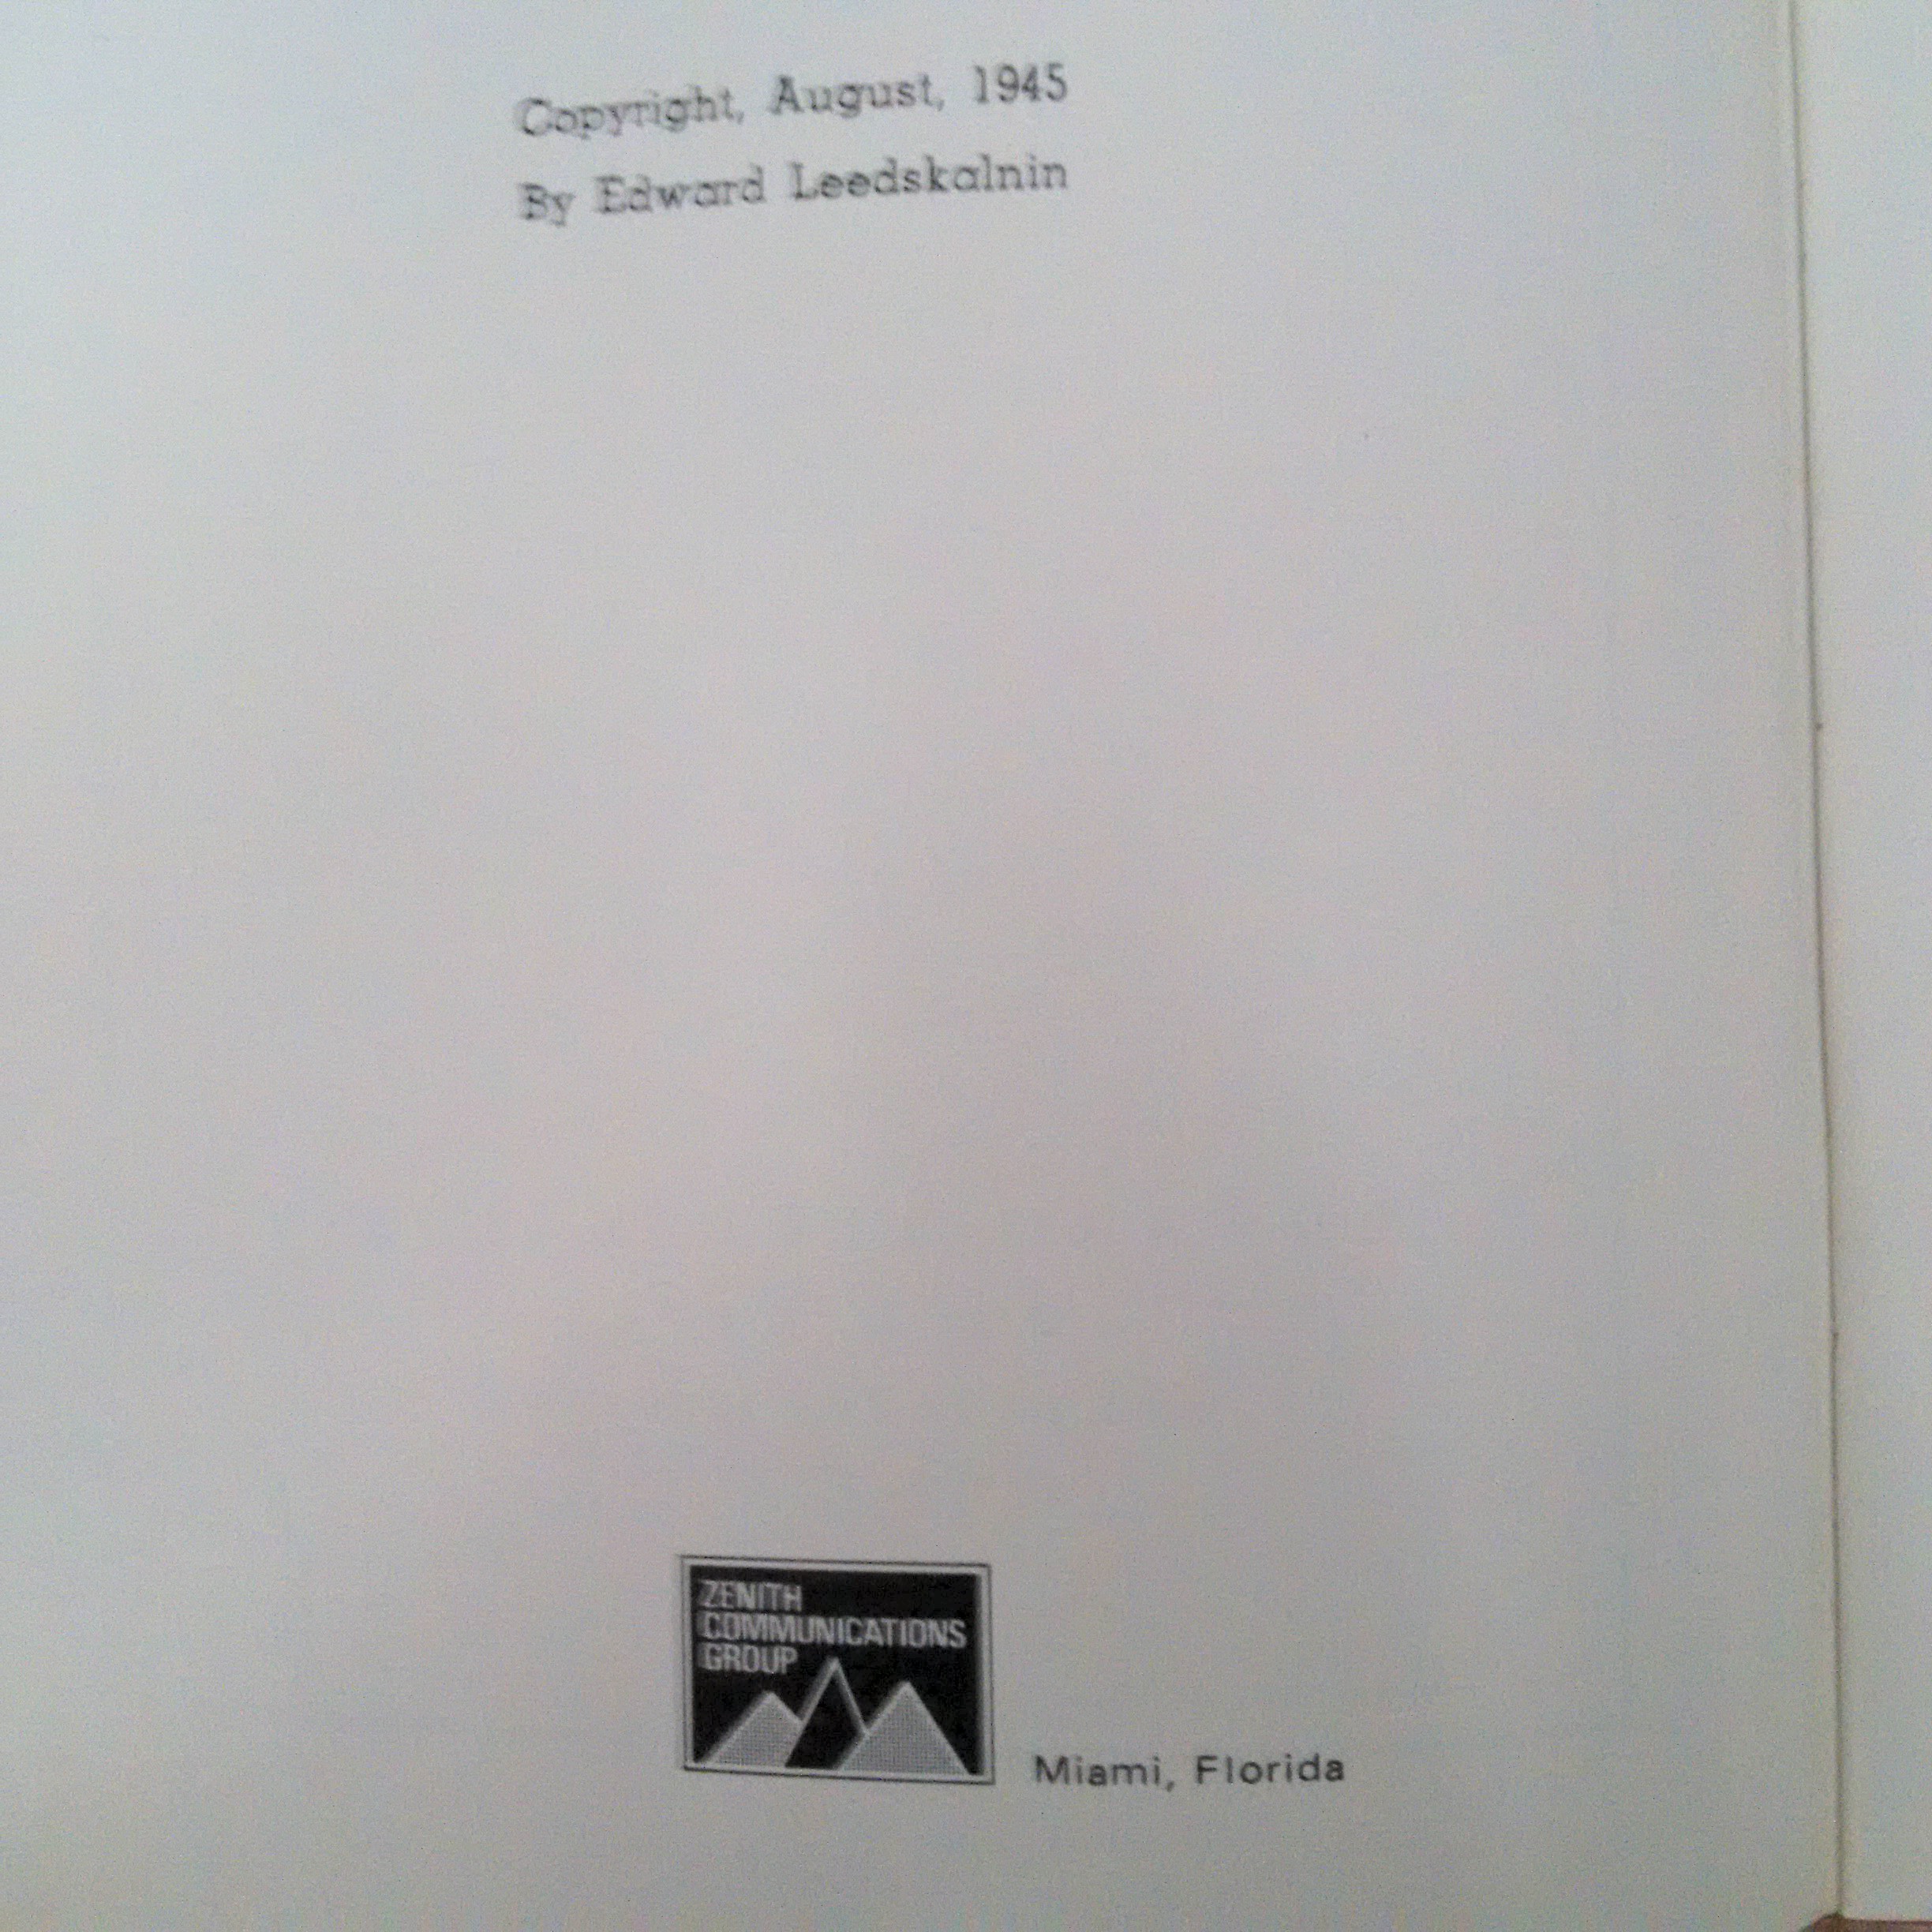 Copyright, August, 1945
By Edward Leedskalnin
ZENITH
COMMUNICATIONS
GROUP
Miami, Florida